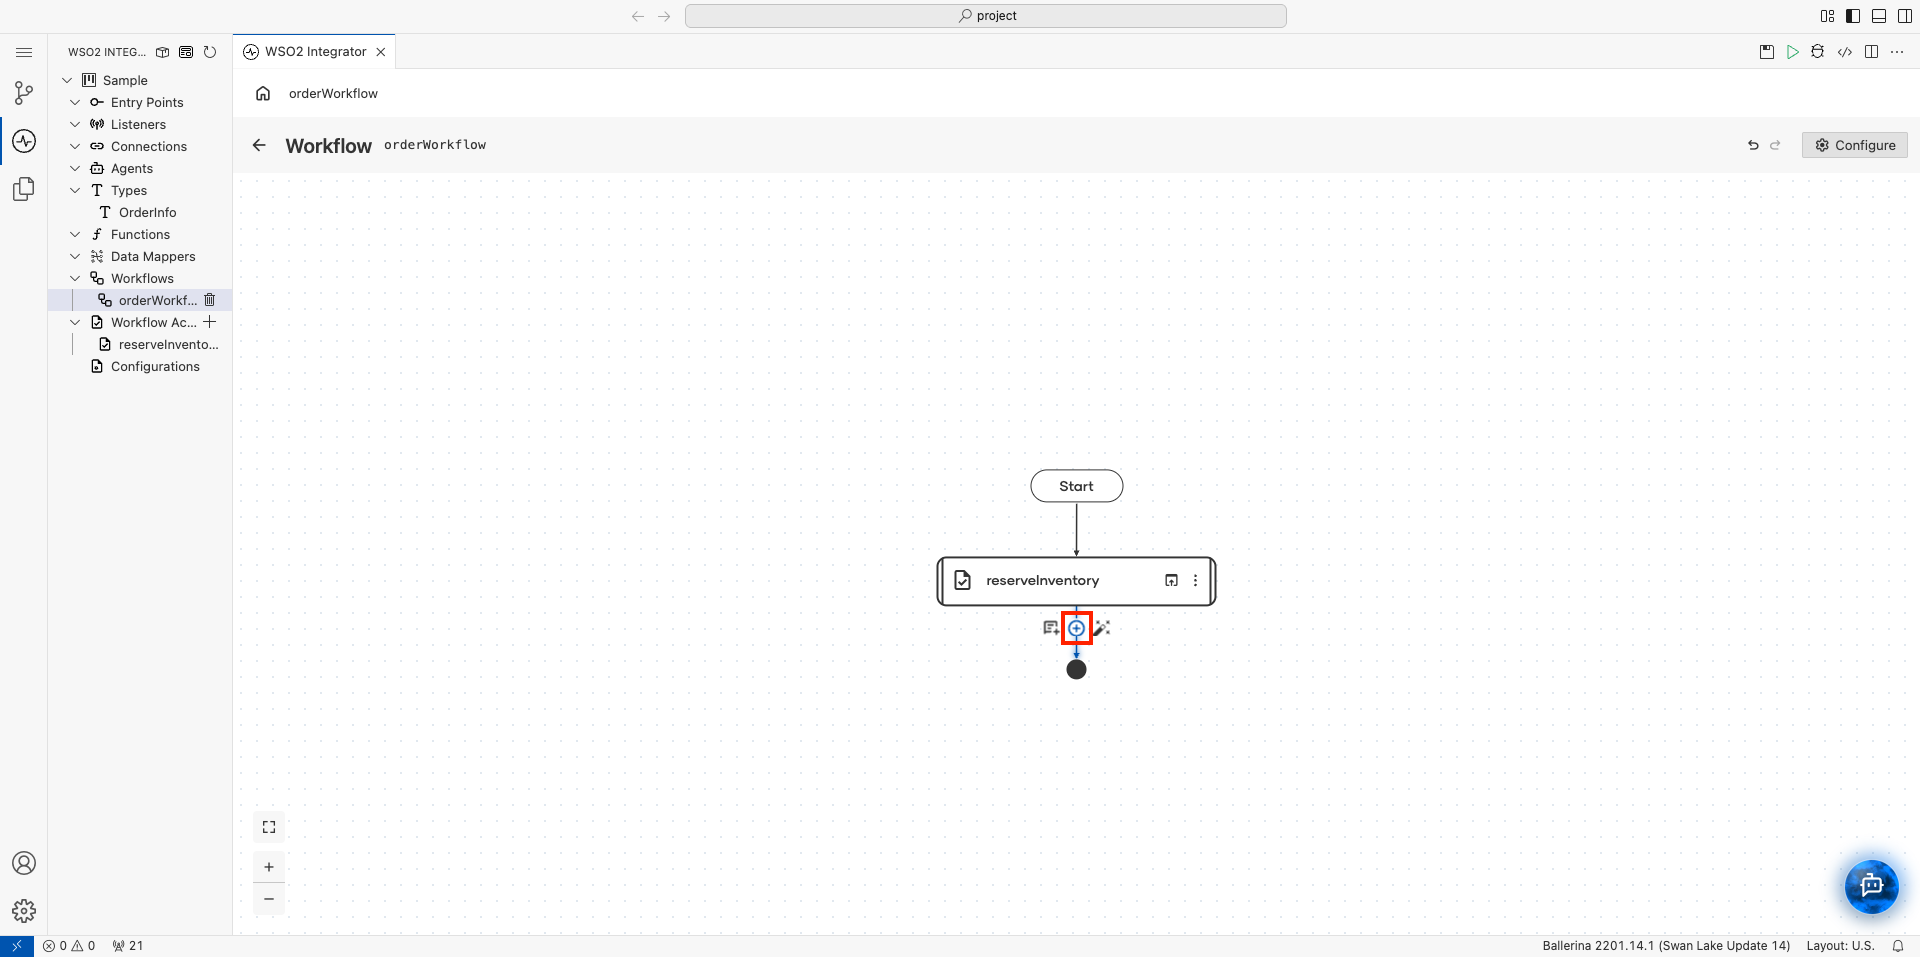 project
WSO2 INTEG...
WSO2 Integrator
Sample
Entry Points
Listeners
Connections
Agents
Types
OrderInfo
Functions
Data Mappers
Workflows
orderWorkf...
Workflow Ac...
reserveInvento...
Configurations
orderWorkflow
Workflow orderWorkflow
Configure
Start
reserveInventory
0 0 21
Ballerina 2201.14.1 (Swan Lake Update 14) Layout: U.S.